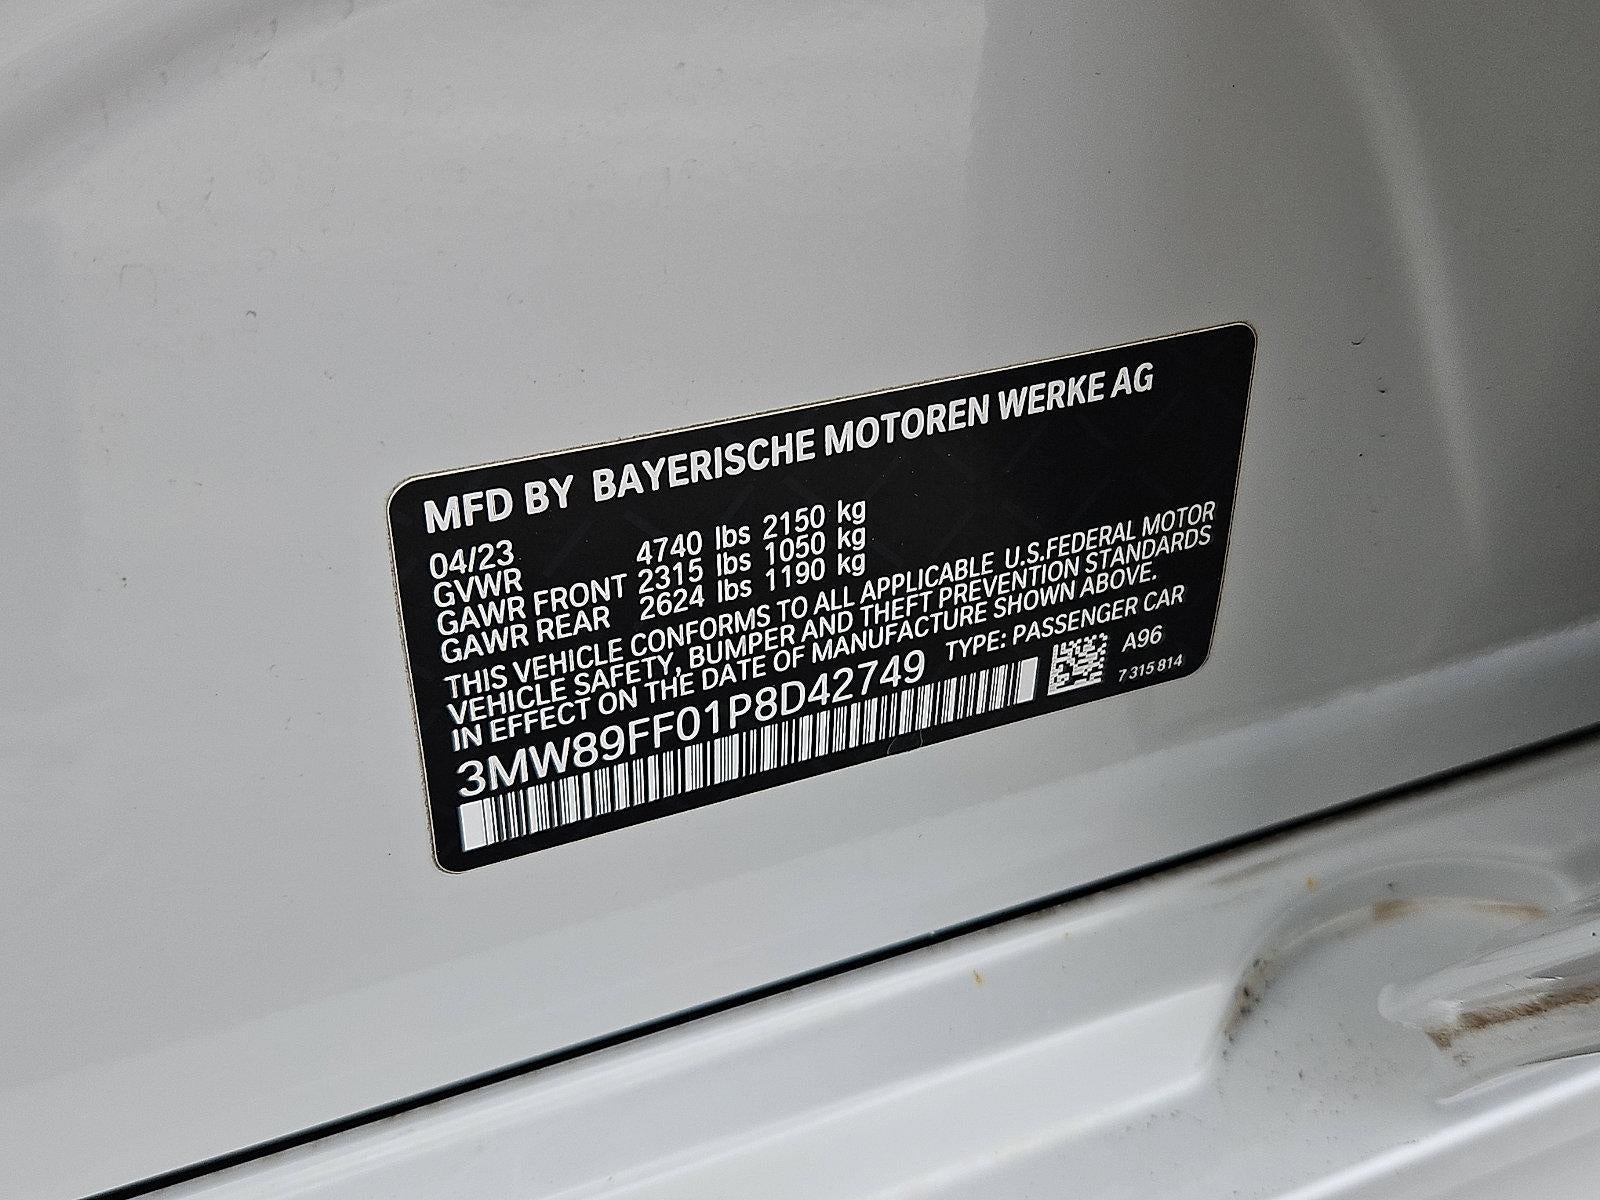 MFD BY BAYERISCHE MOTOREN WERKE AG
04/23
GVWR 4740 lbs 2150 kg
GAWR FRONT 2315 lbs 1050 kg
GAWR REAR 2624 lbs 1190 kg
THIS VEHICLE CONFORMS TO ALL APPLICABLE U.S.FEDERAL MOTOR
VEHICLE SAFETY, BUMPER AND THEFT PREVENTION STANDARDS
IN EFFECT ON THE DATE OF MANUFACTURE SHOWN ABOVE.
3MW89FF01P8D42749 TYPE: PASSENGER CAR
A96
7 315 814